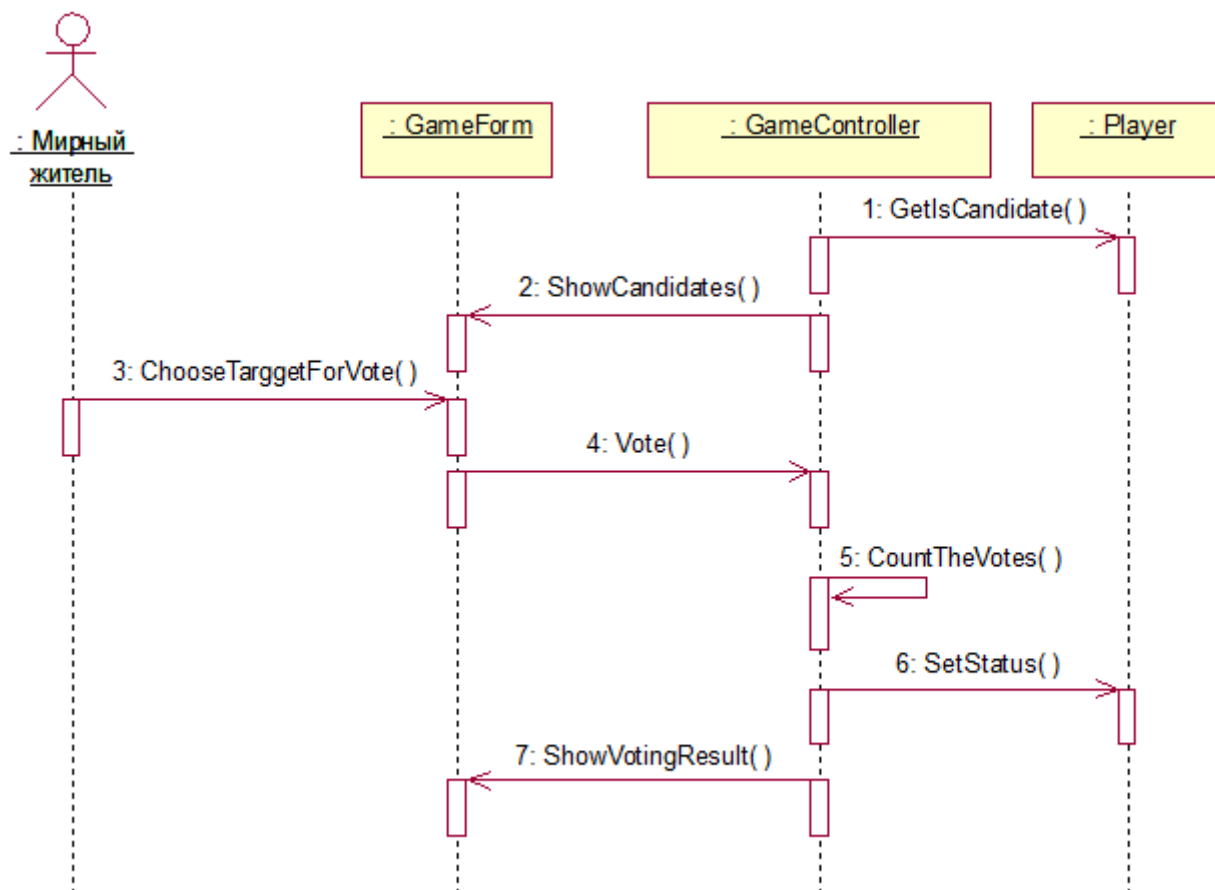 : Мирный
житель
: GameForm
: GameController
: Player
1: GetIsCandidate( )
2: ShowCandidates( )
3: ChooseTarggetForVote( )
4: Vote( )
5: CountTheVotes( )
6: SetStatus( )
7: ShowVotingResult( )